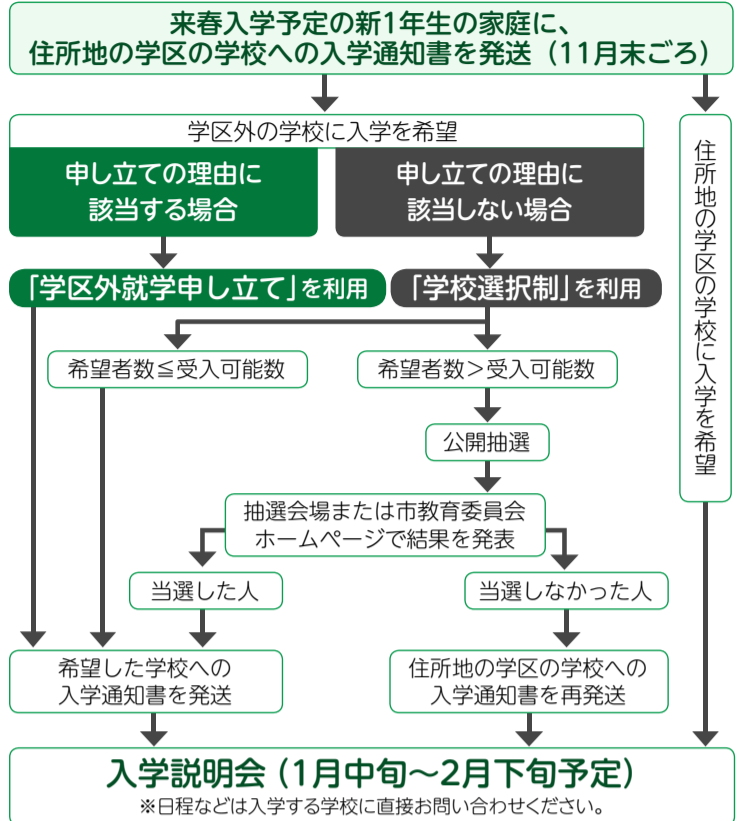 来春入学予定の新1年生の家庭に、
住所地の学区の学校への入学通知書を発送（11月末ごろ）
学区外の学校に入学を希望
申し立ての理由に
該当する場合
申し立ての理由に
該当しない場合
住所地の学区の学校に入学を希望
「学区外就学申し立て」を利用
「学校選択制」を利用
希望者数≦受入可能数
希望者数＞受入可能数
公開抽選
抽選会場または市教育委員会
ホームページで結果を発表
当選した人
当選しなかった人
希望した学校への
入学通知書を発送
住所地の学区の学校への
入学通知書を再発送
入学説明会（1月中旬～2月下旬予定）
※日程などは入学する学校に直接お問い合わせください。